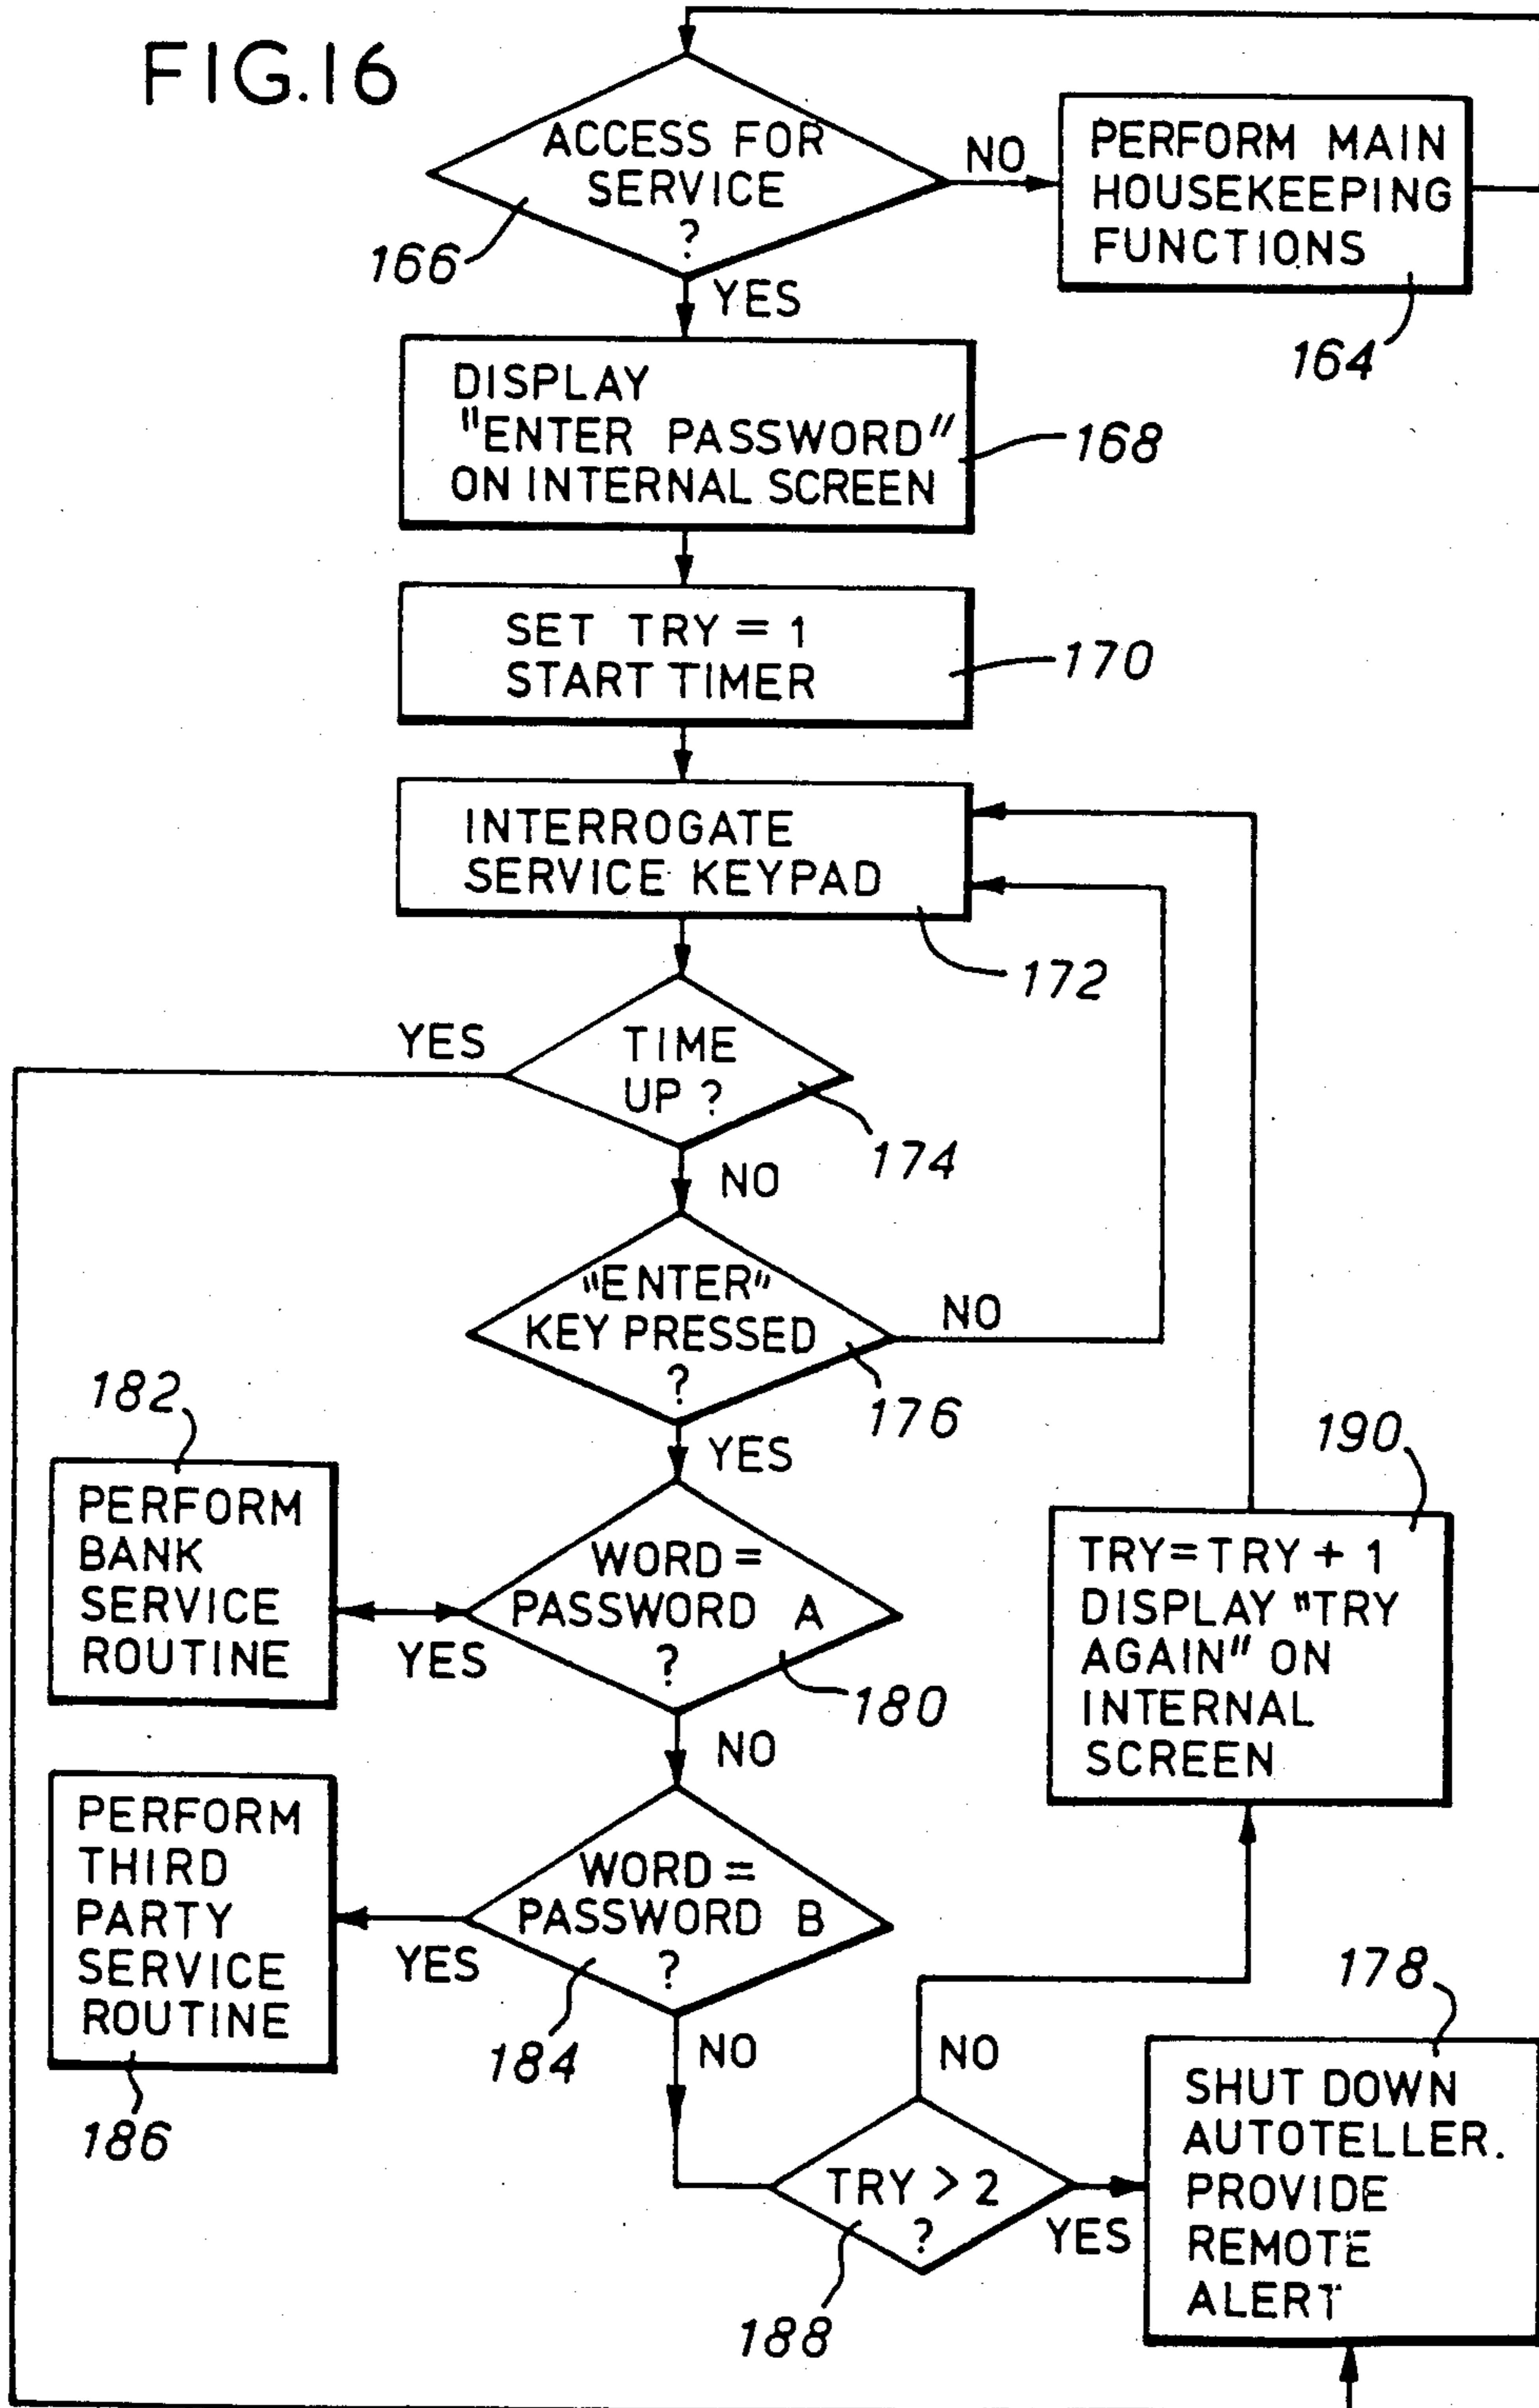 FIG.16
ACCESS FOR
SERVICE
?
166
NO
PERFORM MAIN
HOUSEKEEPING
FUNCTIONS
164
YES
DISPLAY
"ENTER PASSWORD"
ON INTERNAL SCREEN
168
SET TRY = 1
START TIMER
170
INTERROGATE
SERVICE KEYPAD
172
YES
TIME
UP ?
174
NO
"ENTER"
KEY PRESSED
?
NO
176
YES
182
PERFORM
BANK
SERVICE
ROUTINE
YES
WORD =
PASSWORD A
?
180
190
TRY = TRY + 1
DISPLAY "TRY
AGAIN" ON
INTERNAL
SCREEN
NO
PERFORM
THIRD
PARTY
SERVICE
ROUTINE
186
YES
WORD =
PASSWORD B
?
184
NO
NO
TRY > 2
?
188
YES
178
SHUT DOWN
AUTOTELLER.
PROVIDE
REMOTE
ALERT